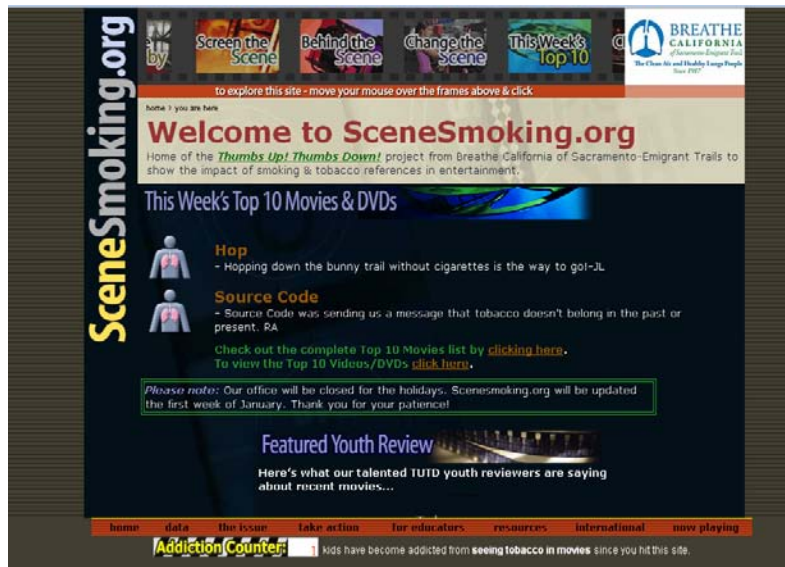 SceneSmoking.org
by
Screen the Scene
Behind the Scene
Change the Scene
This Week's Top 10
BREATHE
CALIFORNIA
of Sacramento-Emigrant Trails
The Clean Air and Healthy Lungs People
Since 1917
to explore this site - move your mouse over the frames above & click
home > you are here
Welcome to SceneSmoking.org
Home of the Thumbs Up! Thumbs Down! project from Breathe California of Sacramento-Emigrant Trails to
show the impact of smoking & tobacco references in entertainment.
This Week's Top 10 Movies & DVDs
Hop
- Hopping down the bunny trail without cigarettes is the way to go!-JL
Source Code
- Source Code was sending us a message that tobacco doesn't belong in the past or
present. RA
Check out the complete Top 10 Movies list by clicking here.
To view the Top 10 Videos/DVDs click here.
Please note: Our office will be closed for the holidays. Scenesmoking.org will be updated
the first week of January. Thank you for your patience!
Featured Youth Review
Here's what our talented TUTD youth reviewers are saying
about recent movies...
home data the issue take action for educators resources international now playing
Addiction Counter: 1 kids have become addicted from seeing tobacco in movies since you hit this site.